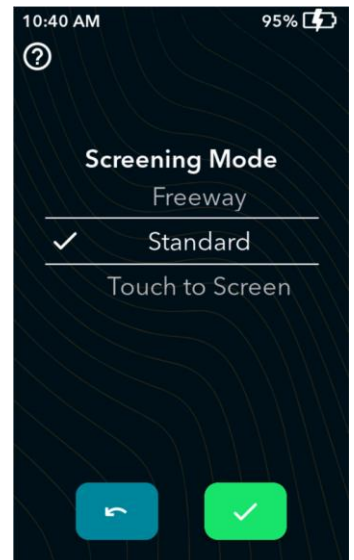 10:40 AM 95%
?
Screening Mode
Freeway
Standard
Touch to Screen